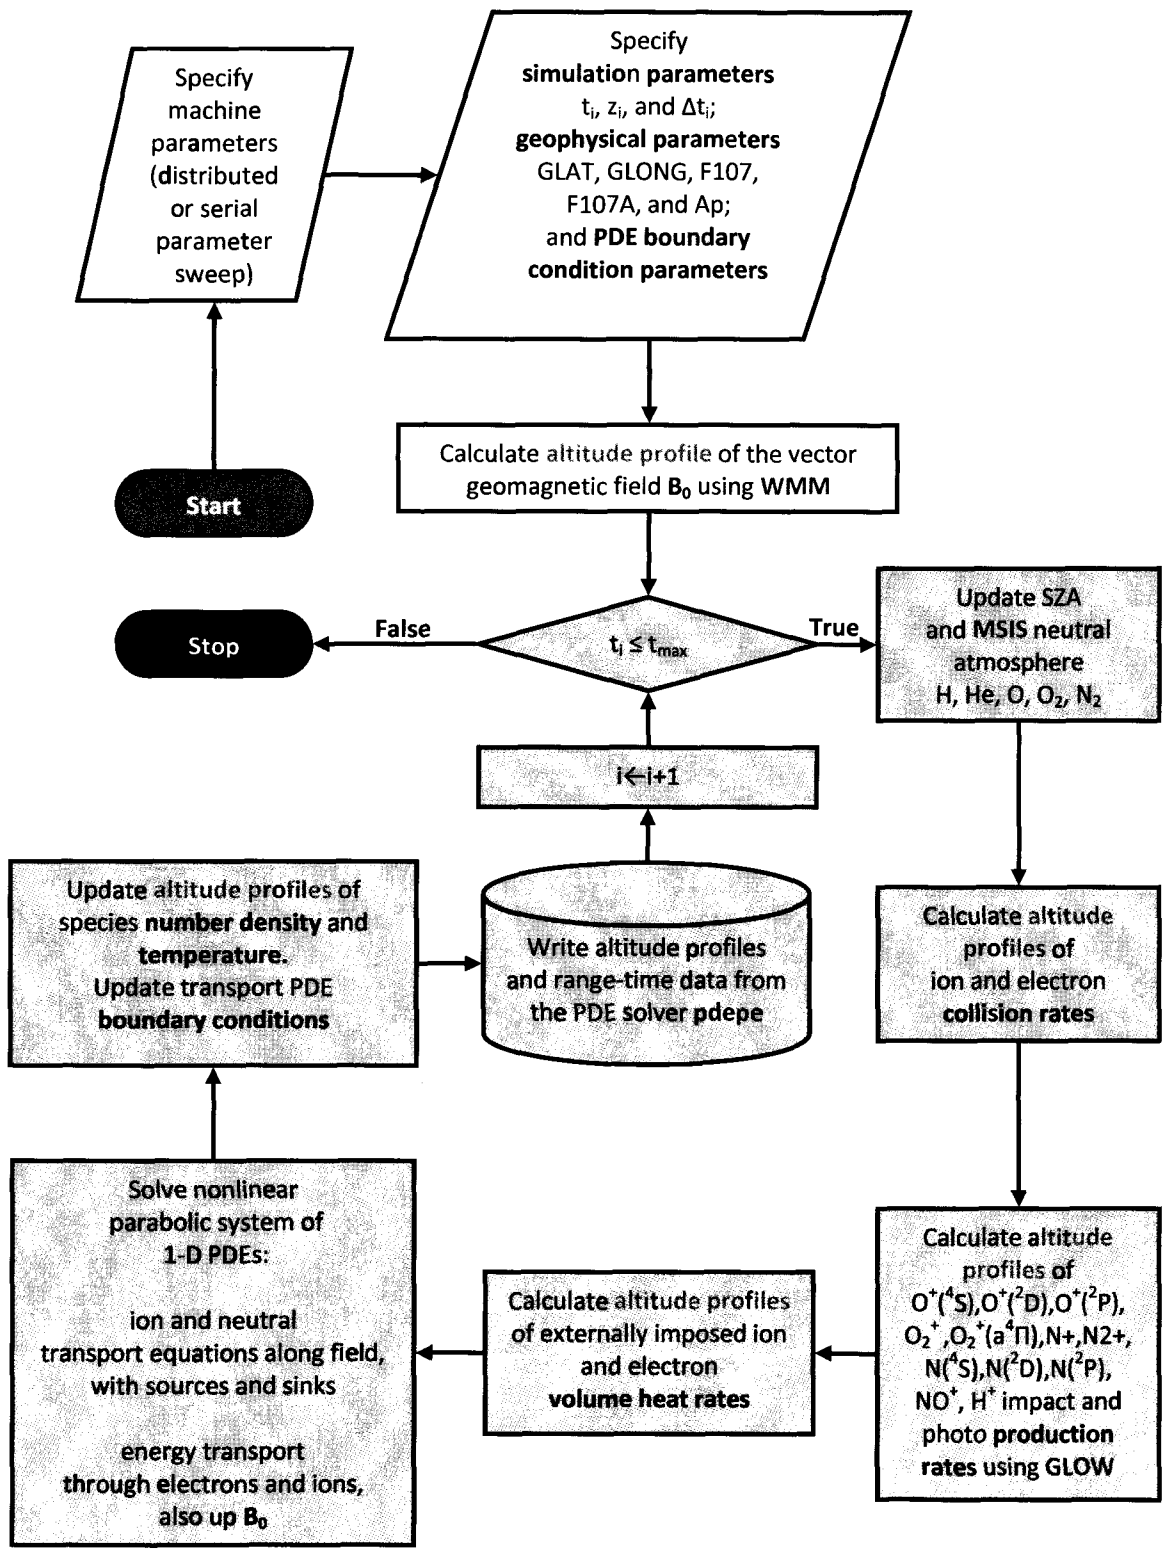 Specify
machine
parameters
(distributed
or serial
parameter
sweep)
Specify
simulation parameters
tᵢ, zᵢ, and Δtᵢ;
geophysical parameters
GLAT, GLONG, F107,
F107A, and Ap;
and PDE boundary
condition parameters
Calculate altitude profile of the vector
geomagnetic field B₀ using WMM
Start
Stop
False
tᵢ ≤ tₘₐₓ
True
Update SZA
and MSIS neutral
atmosphere
H, He, O, O₂, N₂
i←i+1
Update altitude profiles of
species number density and
temperature.
Update transport PDE
boundary conditions
Write altitude profiles
and range-time data from
the PDE solver pdepe
Calculate altitude
profiles of
ion and electron
collision rates
Solve nonlinear
parabolic system of
1-D PDEs:
ion and neutral
transport equations along field,
with sources and sinks
energy transport
through electrons and ions,
also up B₀
Calculate altitude profiles
of externally imposed ion
and electron
volume heat rates
Calculate altitude
profiles of
O⁺(⁴S),O⁺(²D),O⁺(²P),
O₂⁺,O₂⁺(a⁴Π),N+,N2+,
N(⁴S),N(²D),N(²P),
NO⁺, H⁺ impact and
photo production
rates using GLOW